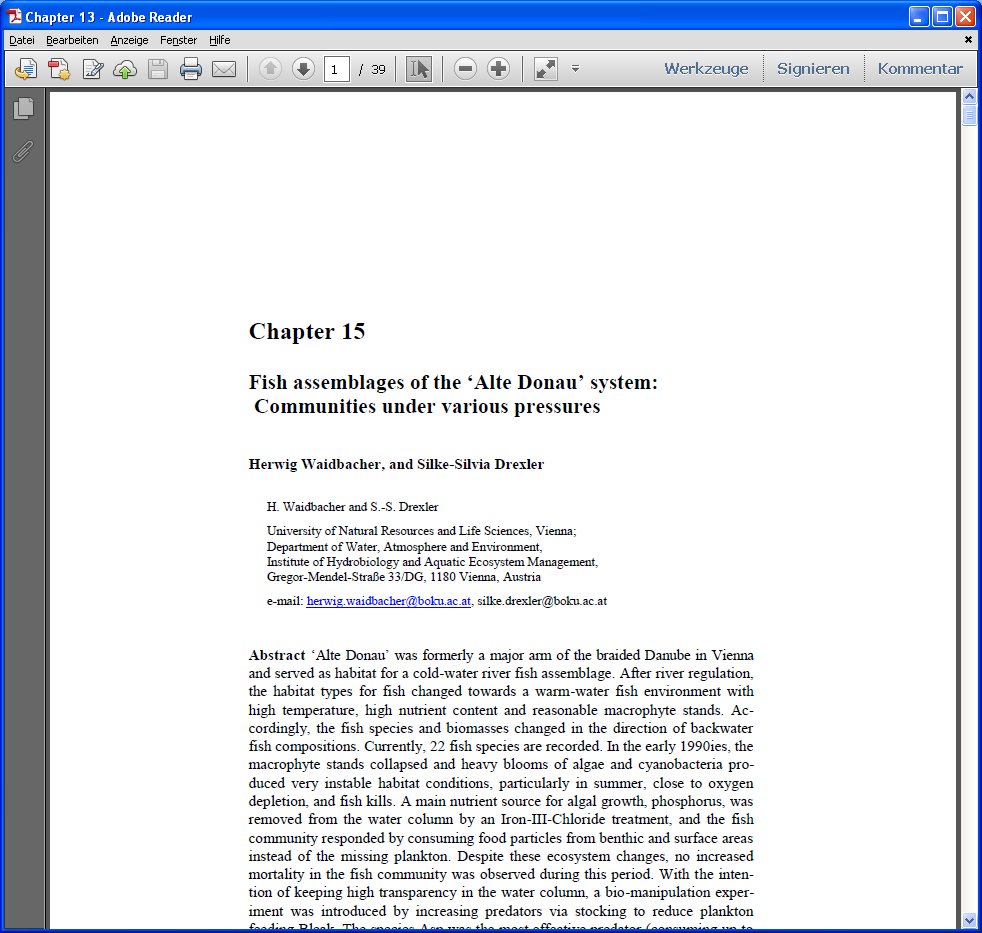 Chapter 13 - Adobe Reader
Datei Bearbeiten Anzeige Fenster Hilfe
1 / 39 Werkzeuge Signieren Kommentar
Chapter 15
Fish assemblages of the ‘Alte Donau’ system:
Communities under various pressures
Herwig Waidbacher, and Silke-Silvia Drexler
H. Waidbacher and S.-S. Drexler
University of Natural Resources and Life Sciences, Vienna;
Department of Water, Atmosphere and Environment,
Institute of Hydrobiology and Aquatic Ecosystem Management,
Gregor-Mendel-Straße 33/DG, 1180 Vienna, Austria
e-mail: herwig.waidbacher@boku.ac.at, silke.drexler@boku.ac.at
Abstract ‘Alte Donau’ was formerly a major arm of the braided Danube in Vienna
and served as habitat for a cold-water river fish assemblage. After river regulation,
the habitat types for fish changed towards a warm-water fish environment with
high temperature, high nutrient content and reasonable macrophyte stands. Ac-
cordingly, the fish species and biomasses changed in the direction of backwater
fish compositions. Currently, 22 fish species are recorded. In the early 1990ies, the
macrophyte stands collapsed and heavy blooms of algae and cyanobacteria pro-
duced very instable habitat conditions, particularly in summer, close to oxygen
depletion, and fish kills. A main nutrient source for algal growth, phosphorus, was
removed from the water column by an Iron-III-Chloride treatment, and the fish
community responded by consuming food particles from benthic and surface areas
instead of the missing plankton. Despite these ecosystem changes, no increased
mortality in the fish community was observed during this period. With the inten-
tion of keeping high transparency in the water column, a bio-manipulation exper-
iment was introduced by increasing predators via stocking to reduce plankton
feeding Bleak. The species Asp was the most effective predator (consuming up to